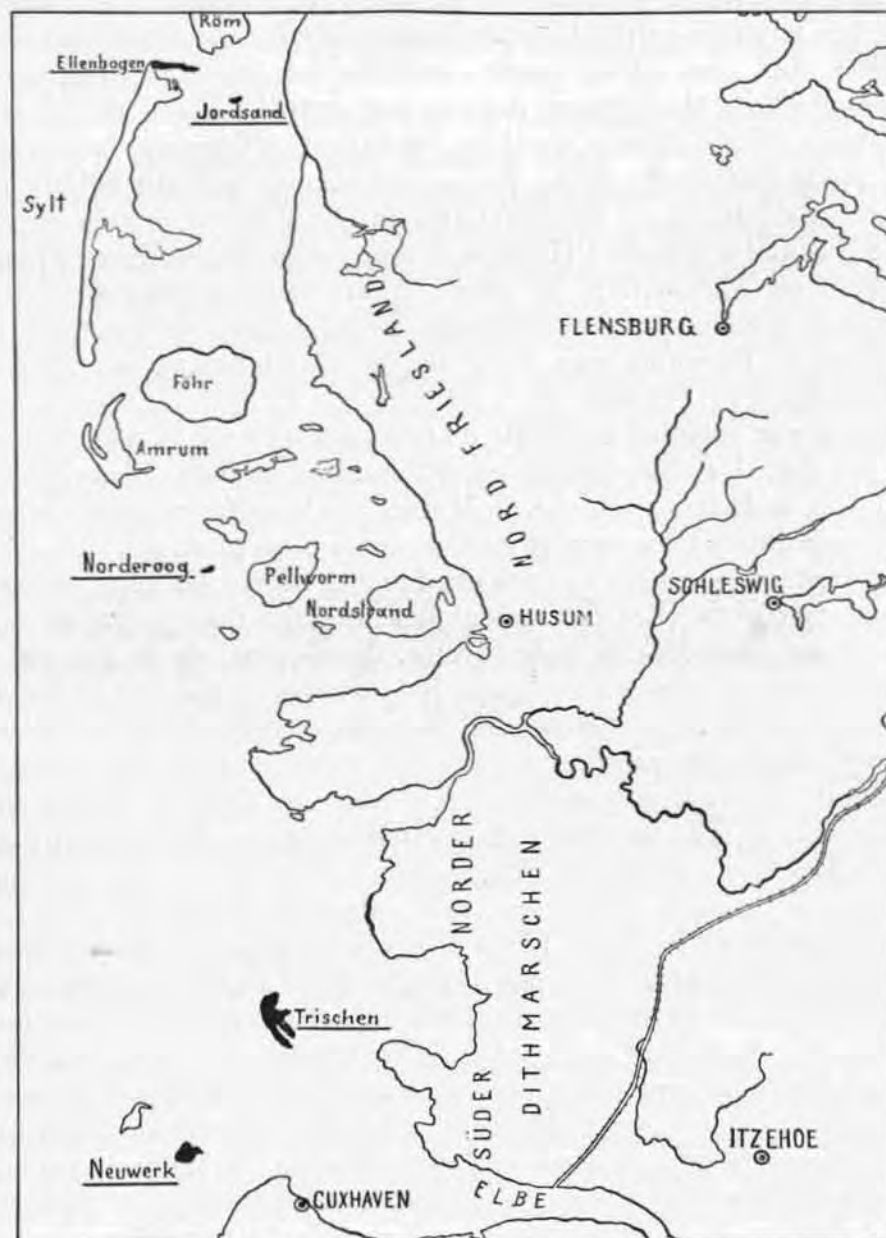 Röm
Ellenbogen
Jordsand
Sylt
FLENSBURG
NORD FRIESLAND
Föhr
Amrum
Norderoog
Pellworm
SCHLESWIG
Nordstrand
HUSUM
NORDER
SÜDER
DITHMARSCHEN
Trischen
ITZEHOE
Neuwerk
CUXHAVEN
ELBE